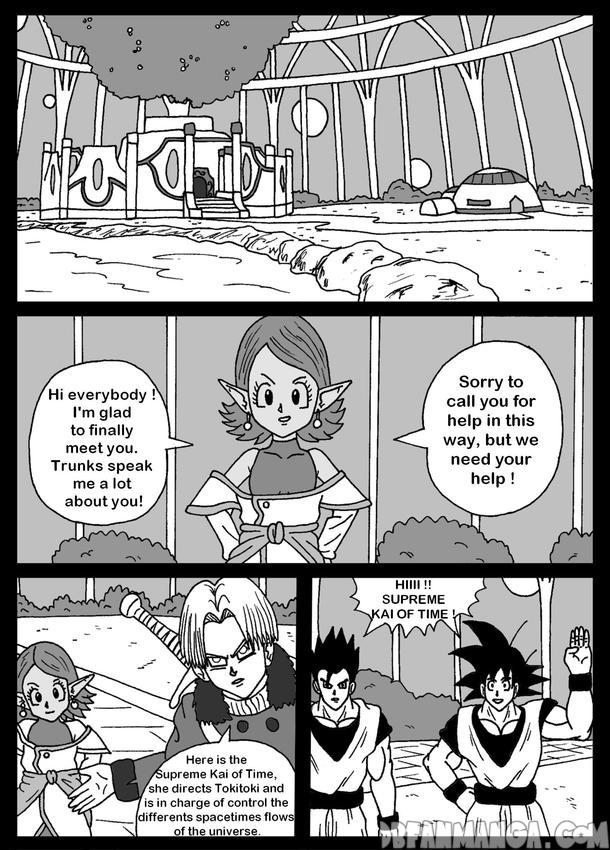 Hi everybody !
I'm glad
to finally
meet you.
Trunks speak
me a lot
about you!
Sorry to
call you for
help in this
way, but we
need your
help !
Here is the
Supreme Kai of Time,
she directs Tokitoki and
is in charge of control the
differents spacetimes flows
of the universe.
HIIII !!
SUPREME
KAI OF TIME !
DBFANMANGA.COM